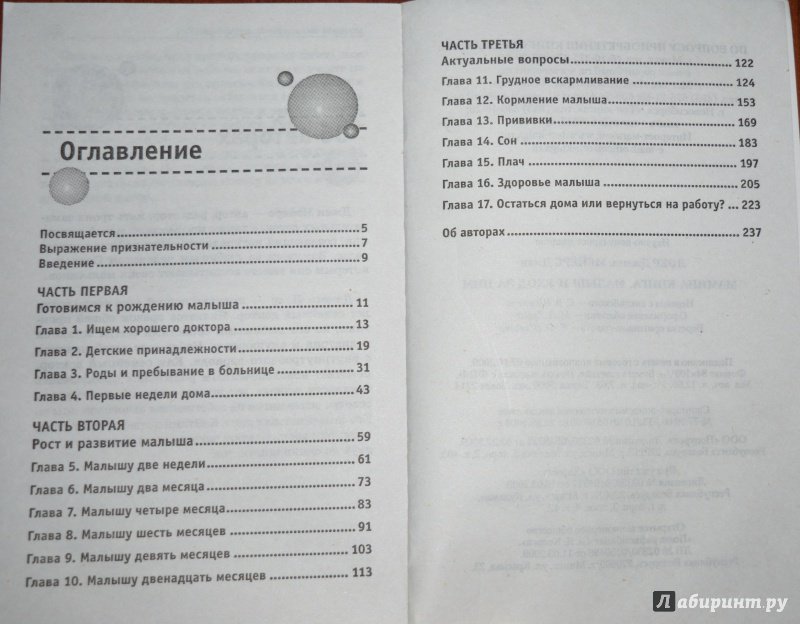 Оглавление
Посвящается 5
Выражение признательности 7
Введение 9
ЧАСТЬ ПЕРВАЯ
Готовимся к рождению малыша 11
Глава 1. Ищем хорошего доктора 13
Глава 2. Детские принадлежности 19
Глава 3. Роды и пребывание в больнице 31
Глава 4. Первые недели дома 43
ЧАСТЬ ВТОРАЯ
Рост и развитие малыша 59
Глава 5. Малышу две недели 61
Глава 6. Малышу два месяца 73
Глава 7. Малышу четыре месяца 83
Глава 8. Малышу шесть месяцев 91
Глава 9. Малышу девять месяцев 103
Глава 10. Малышу двенадцать месяцев 113
ЧАСТЬ ТРЕТЬЯ
Актуальные вопросы 122
Глава 11. Грудное вскармливание 124
Глава 12. Кормление малыша 153
Глава 13. Прививки 169
Глава 14. Сон 183
Глава 15. Плач 197
Глава 16. Здоровье малыша 205
Глава 17. Остаться дома или вернуться на работу? ... 223
Об авторах 237
Лабиринт.ру